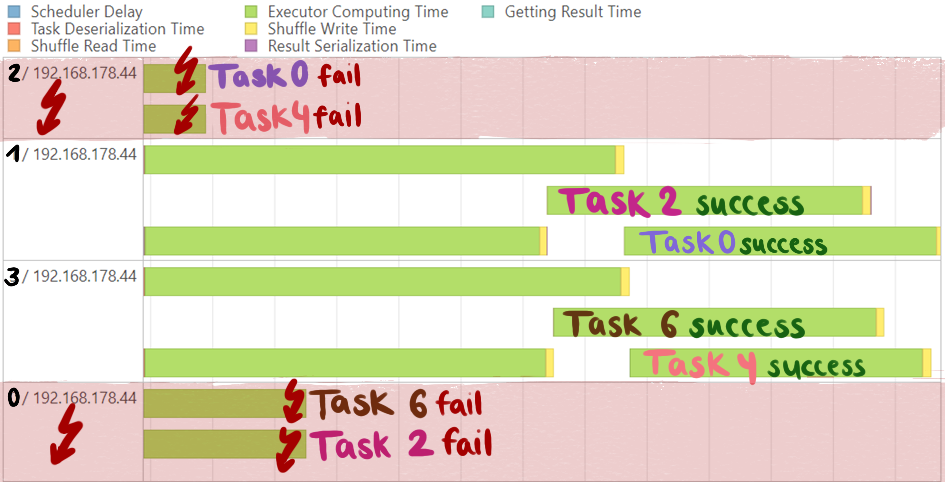 Scheduler Delay
Executor Computing Time
Getting Result Time
Task Deserialization Time
Shuffle Write Time
Shuffle Read Time
Result Serialization Time
2 / 192.168.178.44
Task 0 fail
Task 4 fail
1 / 192.168.178.44
Task 2 success
Task 0 success
3 / 192.168.178.44
Task 6 success
Task 4 success
0 / 192.168.178.44
Task 6 fail
Task 2 fail